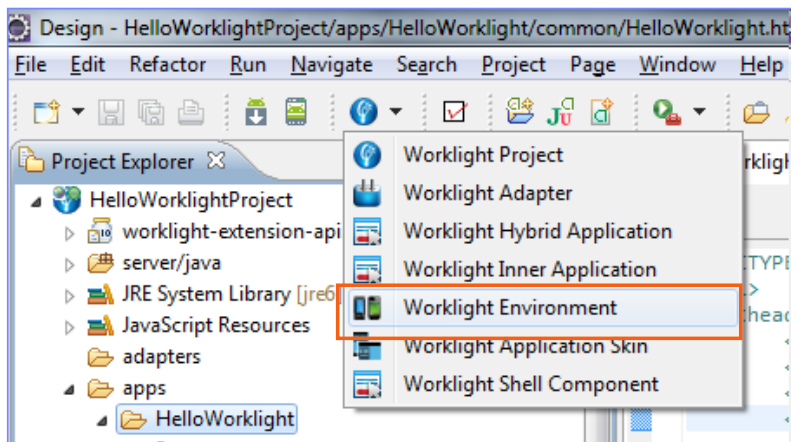 Design - HelloWorklightProject/apps/HelloWorklight/common/HelloWorklight.ht
File Edit Refactor Run Navigate Search Project Page Window Help
Project Explorer
HelloWorklightProject
worklight-extension-api
server/java
JRE System Library [jre6
JavaScript Resources
adapters
apps
HelloWorklight
Worklight Project
Worklight Adapter
Worklight Hybrid Application
Worklight Inner Application
Worklight Environment
Worklight Application Skin
Worklight Shell Component